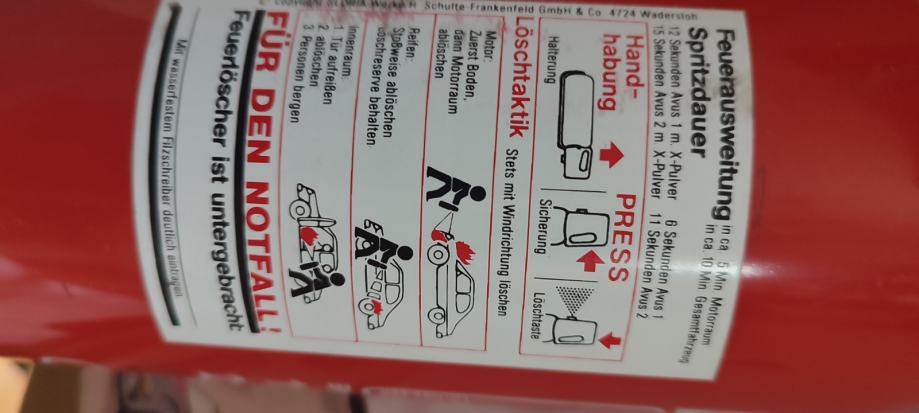 Feuerausweitung in ca. 5 Min Motorraum
in ca. 10 Min Gesamtfahrzeug
Spritzdauer
12 Sekunden Avus 1 m. X-Pulver 6 Sekunden Avus 1
15 Sekunden Avus 2 m. X-Pulver 11 Sekunden Avus 2
Hand-
habung
PRESS
Halterung
Sicherung
Löschtaste
Löschtaktik Stets mit Windrichtung löschen
Motor:
Zuerst Boden,
dann Motorraum
ablöschen
Reifen:
Stoßweise ablöschen
Löschreserve behalten
Innenraum:
1 Tür aufreißen
2 ablöschen
3 Personen bergen
FÜR DEN NOTFALL!
Feuerlöscher ist untergebracht:
Mit wasserfestem Filzschreiber deutlich eintragen
Schulte-Frankenfeld GmbH & Co. 4724 Wadersloh